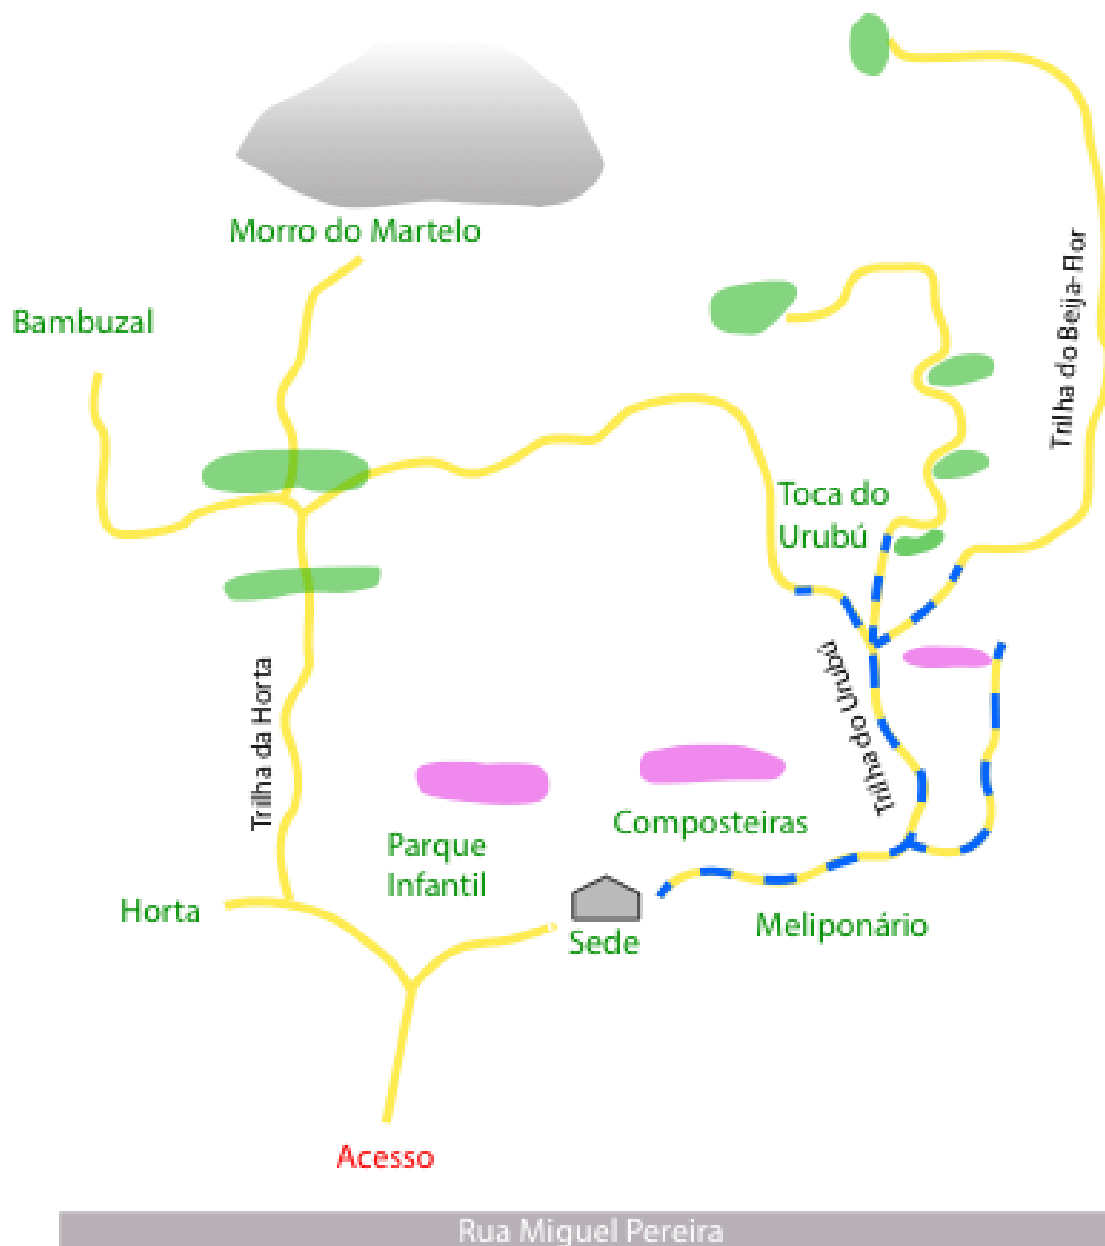 Morro do Martelo
Bambuzal
Trilha do Beija-Flor
Toca do
Urubú
Trilha do Urubú
Trilha da Horta
Composteiras
Parque
Infantil
Horta
Sede
Meliponário
Acesso
Rua Miguel Pereira